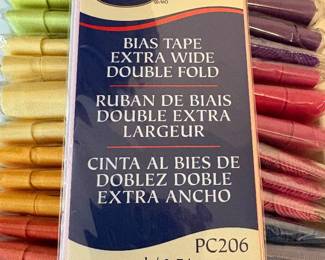 BIAS TAPE
EXTRA WIDE
DOUBLE FOLD
RUBAN DE BIAIS
DOUBLE EXTRA
LARGEUR
CINTA AL BIES DE
DOBLEZ DOBLE
EXTRA ANCHO
PC206